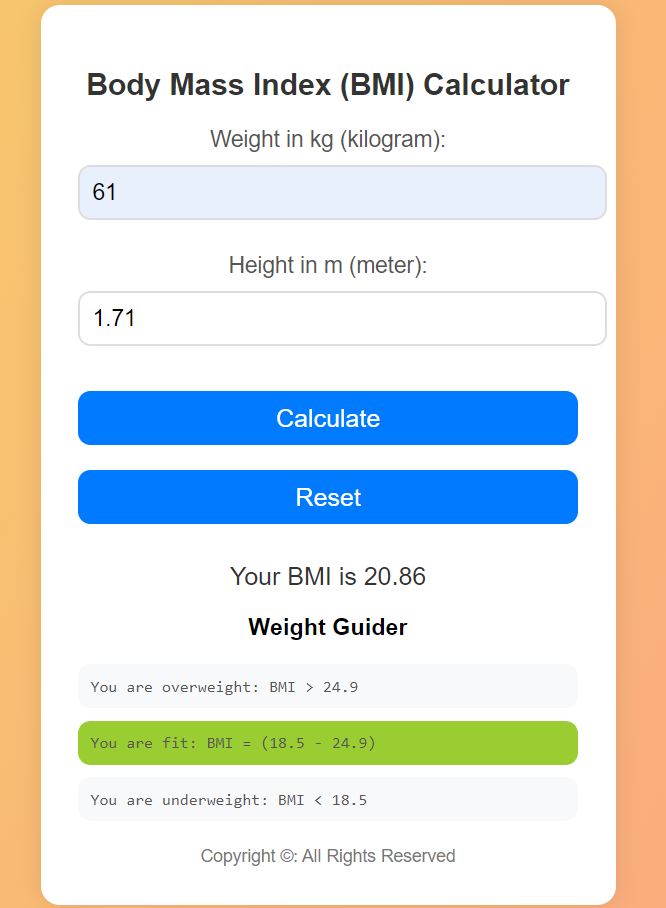 Body Mass Index (BMI) Calculator
Weight in kg (kilogram):
61
Height in m (meter):
1.71
Calculate
Reset
Your BMI is 20.86
Weight Guider
You are overweight: BMI > 24.9
You are fit: BMI = (18.5 - 24.9)
You are underweight: BMI < 18.5
Copyright ©: All Rights Reserved